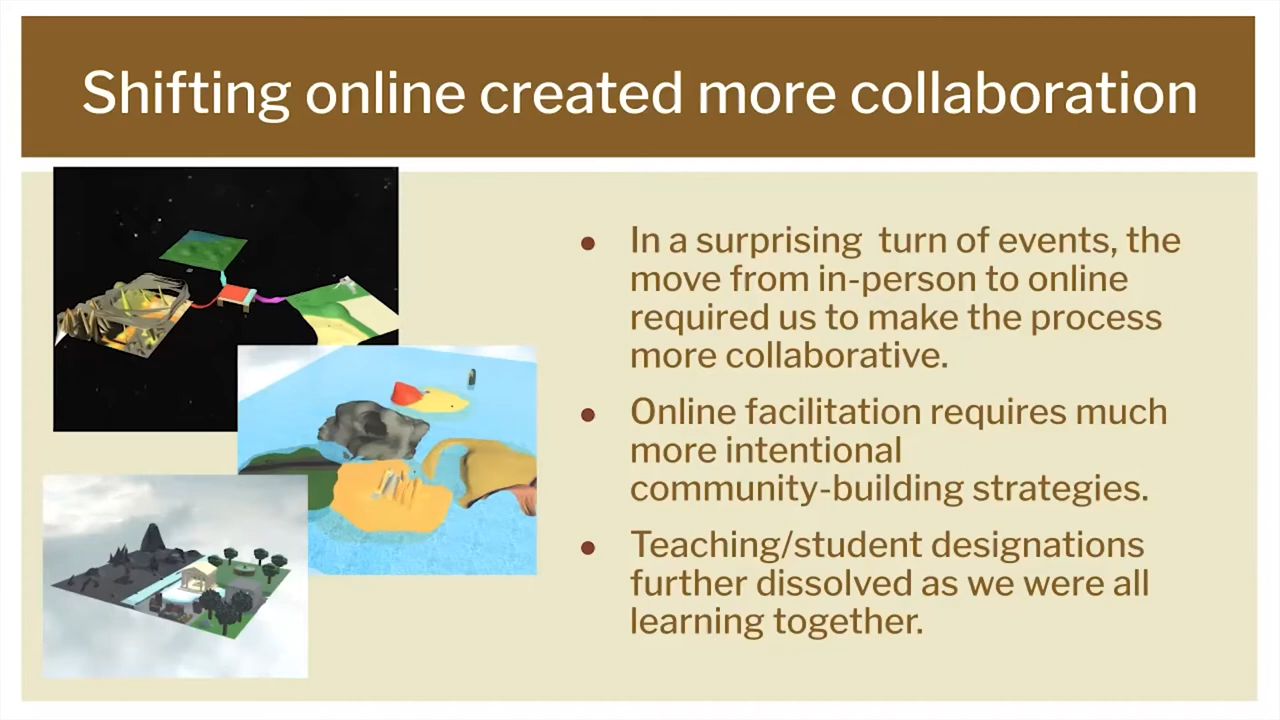 Shifting online created more collaboration
• In a surprising  turn of events, the
move from in-person to online
required us to make the process
more collaborative.
• Online facilitation requires much
more intentional
community-building strategies.
• Teaching/student designations
further dissolved as we were all
learning together.